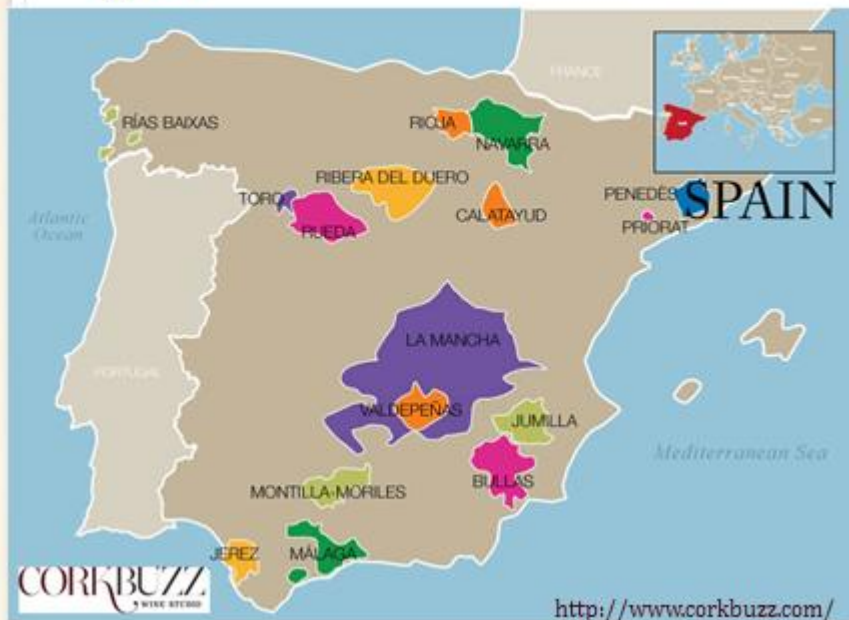 FRANCE
RÍAS BAIXAS
RIOJA
NAVARRA
RIBERA DEL DUERO
TORO
RUEDA
CALATAYUD
PENEDÈS
SPAIN
PRIORAT
Atlantic
Ocean
LA MANCHA
PORTUGAL
VALDEPEÑAS
JUMILLA
Mediterranean Sea
BULLAS
MONTILLA-MORILES
JEREZ
MÁLAGA
CORKBUZZ
WINE STUDIO
http://www.corkbuzz.com/